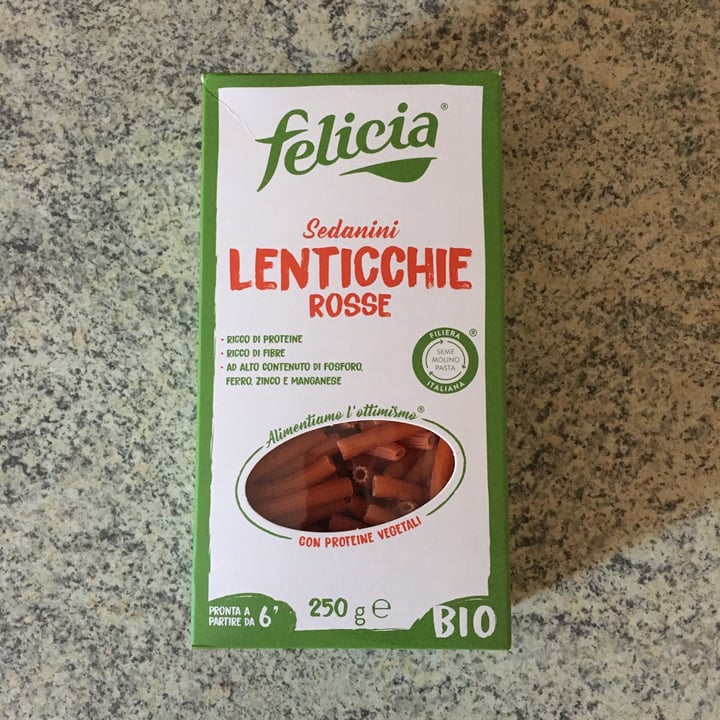 felicia®
Sedanini
LENTICCHIE
ROSSE
• RICCO DI PROTEINE
• RICCO DI FIBRE
• AD ALTO CONTENUTO DI FOSFORO,
FERRO, ZINCO E MANGANESE
FILIERA ®
SEME
MOLINO
PASTA
ITALIANA
Alimentiamo l'ottimismo®
CON PROTEINE VEGETALI
PRONTA A
PARTIRE DA 6'
250 g ℮
BIO